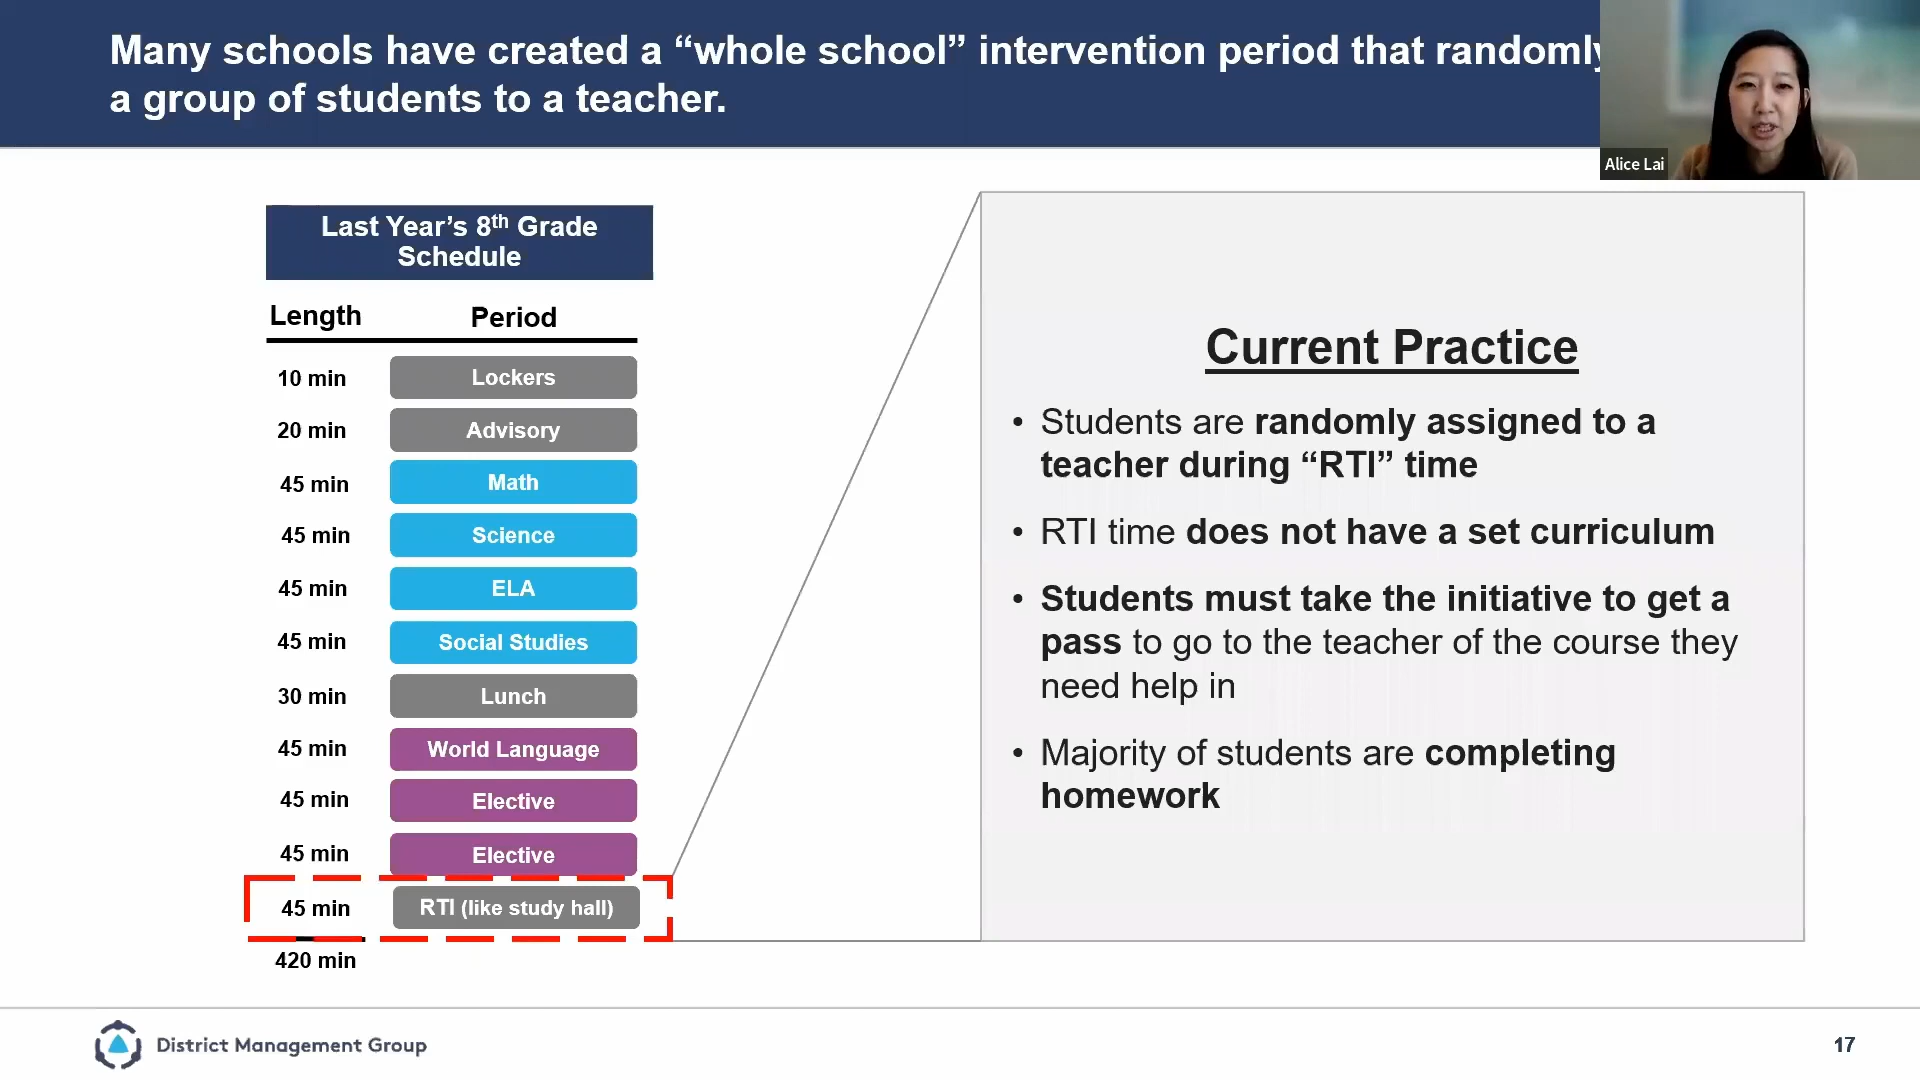 Many schools have created a “whole school” intervention period that randomly
a group of students to a teacher.
Alice Lai
Last Year’s 8th Grade
Schedule
Length Period
10 min Lockers
20 min Advisory
45 min Math
45 min Science
45 min ELA
45 min Social Studies
30 min Lunch
45 min World Language
45 min Elective
45 min Elective
45 min RTI (like study hall)
420 min
Current Practice
• Students are randomly assigned to a
teacher during “RTI” time
• RTI time does not have a set curriculum
• Students must take the initiative to get a
pass to go to the teacher of the course they
need help in
• Majority of students are completing
homework
District Management Group
17